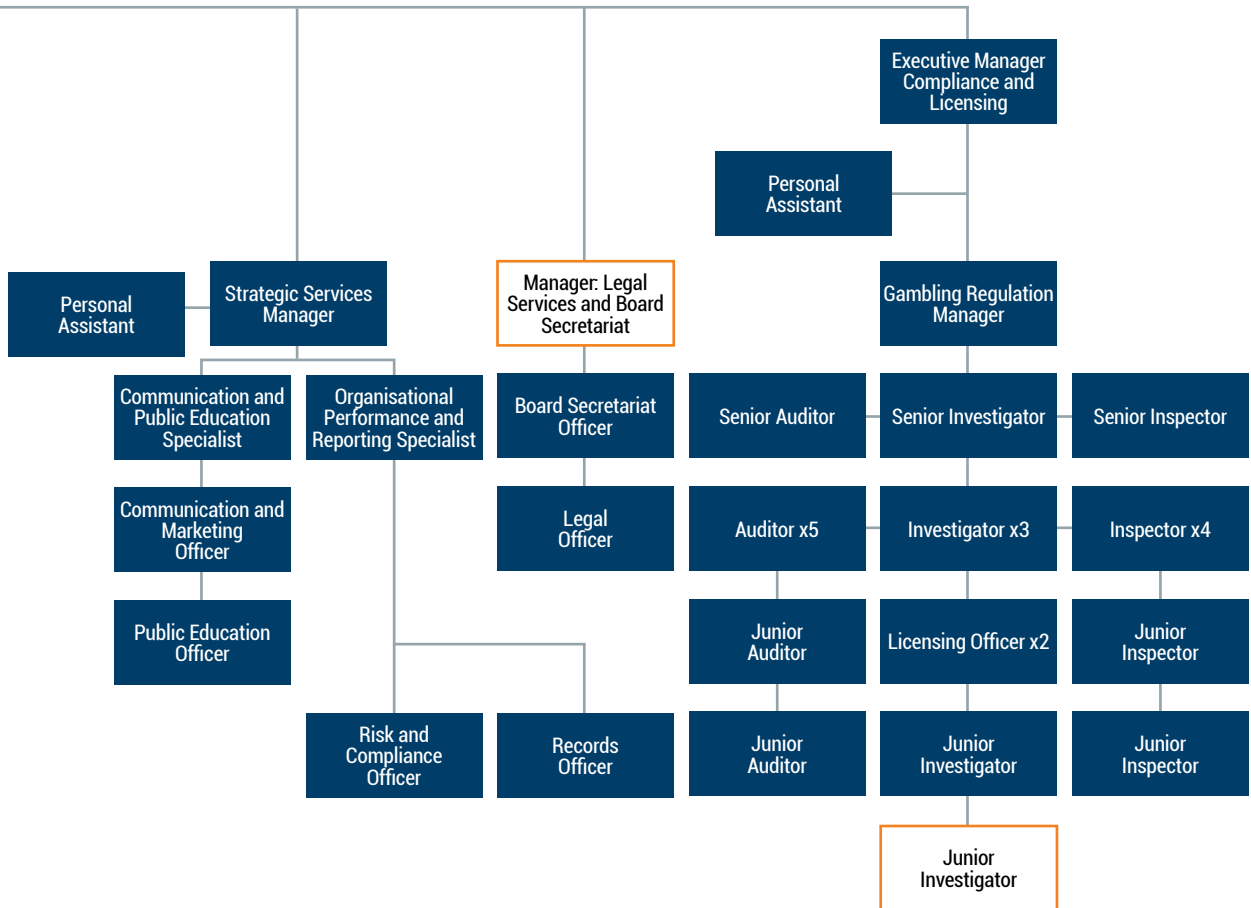 Executive Manager
Compliance and
Licensing
Personal
Assistant
Personal
Assistant
Strategic Services
Manager
Manager: Legal
Services and Board
Secretariat
Gambling Regulation
Manager
Communication and
Public Education
Specialist
Organisational
Performance and
Reporting Specialist
Board Secretariat
Officer
Senior Auditor
Senior Investigator
Senior Inspector
Communication and
Marketing
Officer
Legal
Officer
Auditor x5
Investigator x3
Inspector x4
Public Education
Officer
Junior
Auditor
Licensing Officer x2
Junior
Inspector
Risk and
Compliance
Officer
Records
Officer
Junior
Auditor
Junior
Investigator
Junior
Inspector
Junior
Investigator